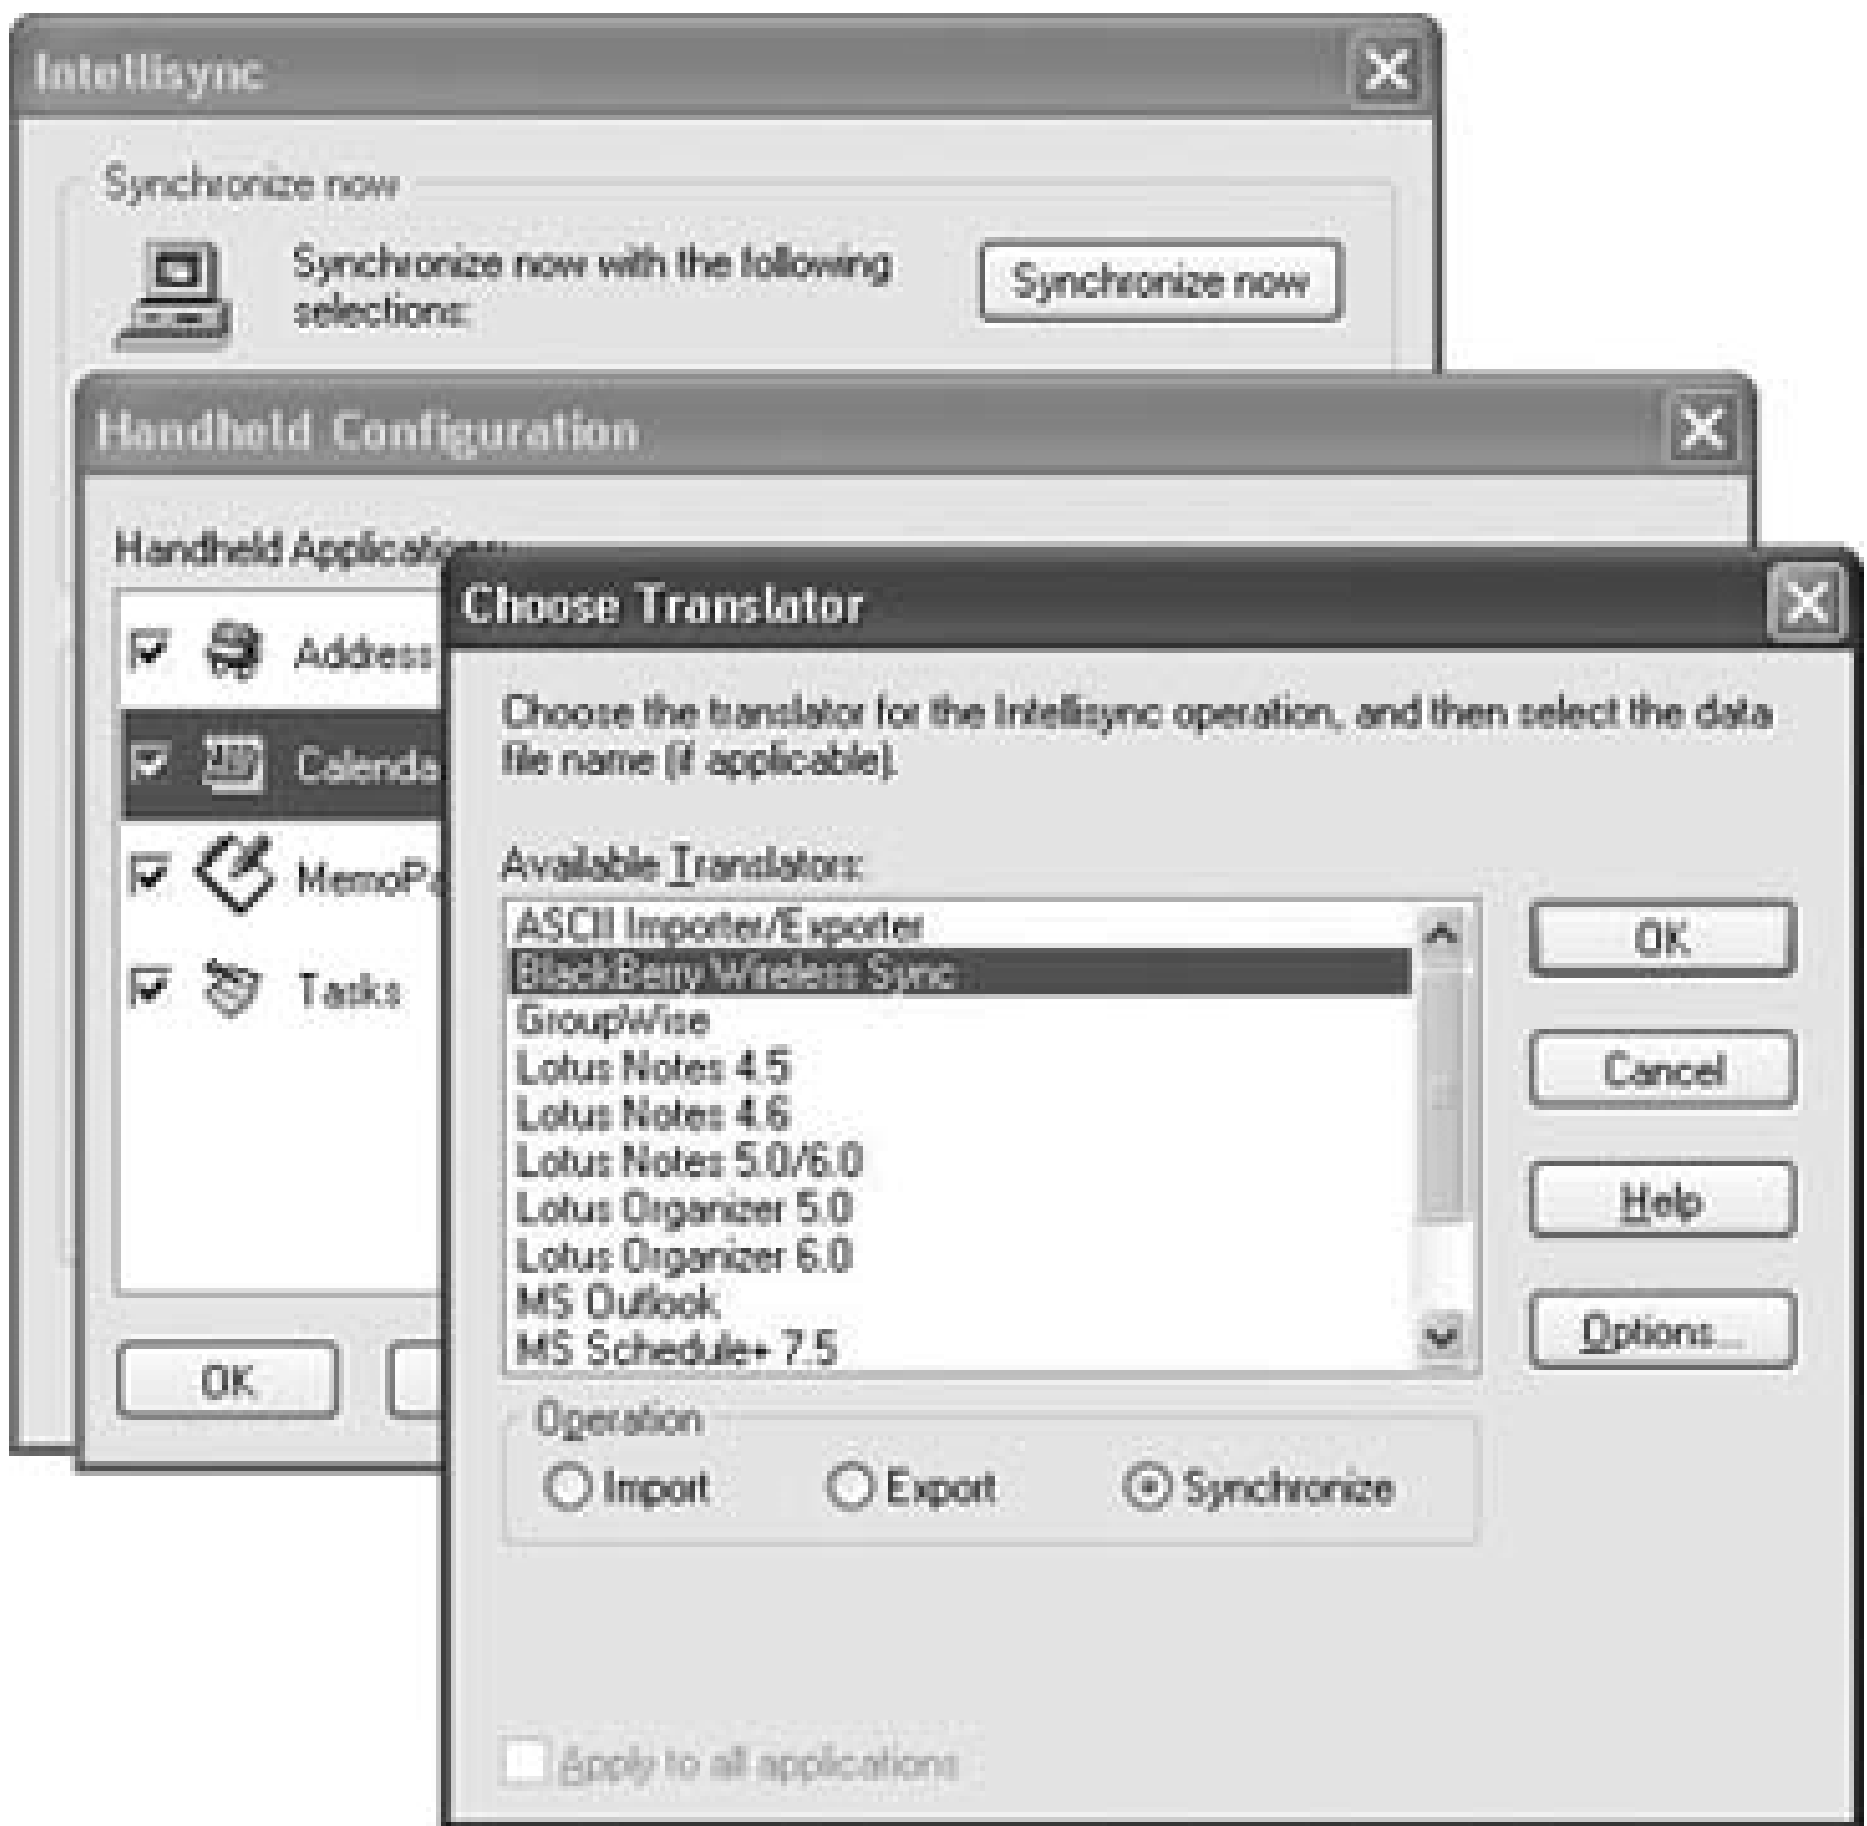 Intellisync
Synchronize now
Synchronize now with the following
selections:
Synchronize now
Handheld Configuration
Handheld
Address
Calenda
MemoPa
Tasks
OK
Choose Translator
Choose the translator for the Intellisync operation, and then select the data
file name (if applicable).
Available Translators:
ASCII Importer/Exporter
BlackBerry Wireless Sync
GroupWise
Lotus Notes 4.5
Lotus Notes 4.6
Lotus Notes 5.0/6.0
Lotus Organizer 5.0
Lotus Organizer 6.0
MS Outlook
MS Schedule+ 7.5
OK
Cancel
Help
Options...
Operation
Import
Export
Synchronize
Apply to all applications